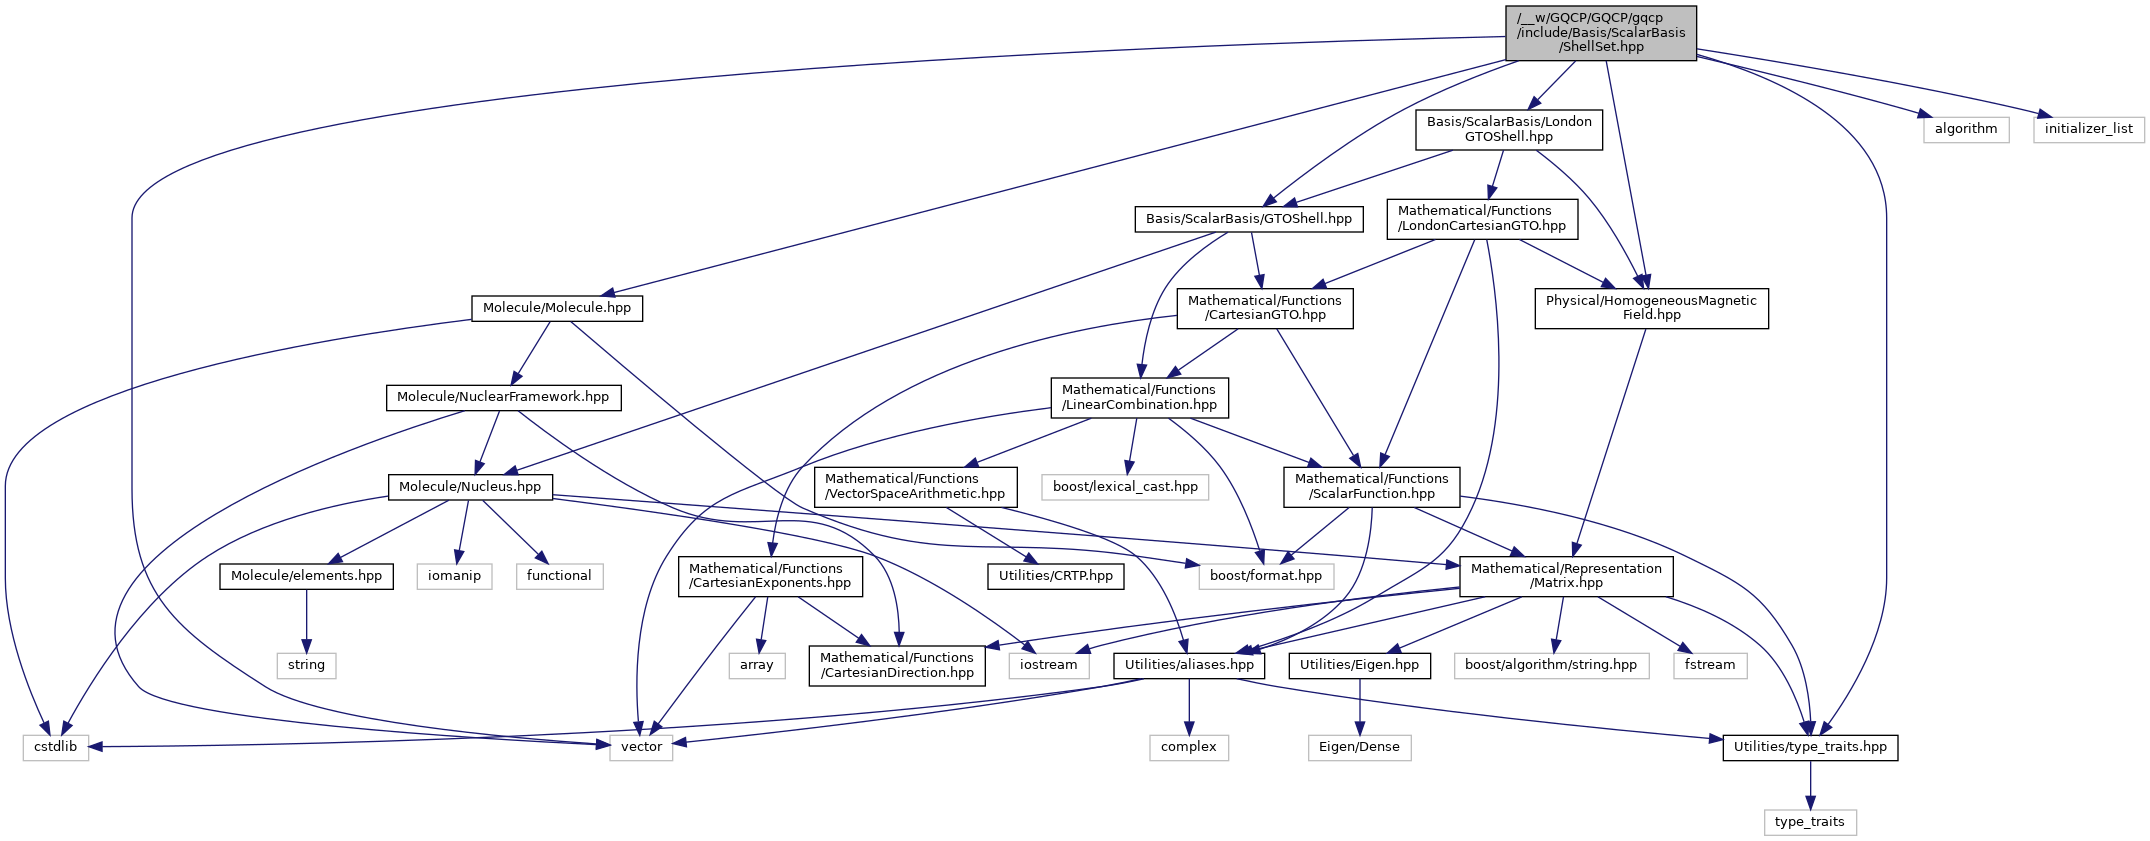 /__w/GQCP/GQCP/gqcp
/include/Basis/ScalarBasis
/ShellSet.hpp
Basis/ScalarBasis/London
GTOShell.hpp
algorithm
initializer_list
Basis/ScalarBasis/GTOShell.hpp
Mathematical/Functions
/LondonCartesianGTO.hpp
Molecule/Molecule.hpp
Mathematical/Functions
/CartesianGTO.hpp
Physical/HomogeneousMagnetic
Field.hpp
Molecule/NuclearFramework.hpp
Mathematical/Functions
/LinearCombination.hpp
Molecule/Nucleus.hpp
Mathematical/Functions
/VectorSpaceArithmetic.hpp
boost/lexical_cast.hpp
Mathematical/Functions
/ScalarFunction.hpp
Molecule/elements.hpp
iomanip
functional
Mathematical/Functions
/CartesianExponents.hpp
Utilities/CRTP.hpp
boost/format.hpp
Mathematical/Representation
/Matrix.hpp
string
array
Mathematical/Functions
/CartesianDirection.hpp
iostream
Utilities/aliases.hpp
Utilities/Eigen.hpp
boost/algorithm/string.hpp
fstream
cstdlib
vector
complex
Eigen/Dense
Utilities/type_traits.hpp
type_traits